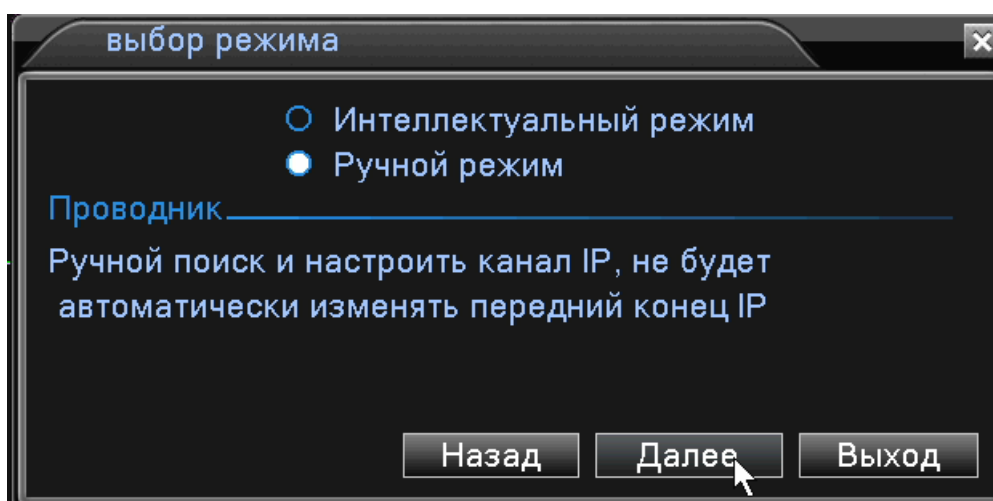 выбор режима
Интеллектуальный режим
Ручной режим
Проводник
Ручной поиск и настроить канал IP, не будет
автоматически изменять передний конец IP
Назад Далее Выход